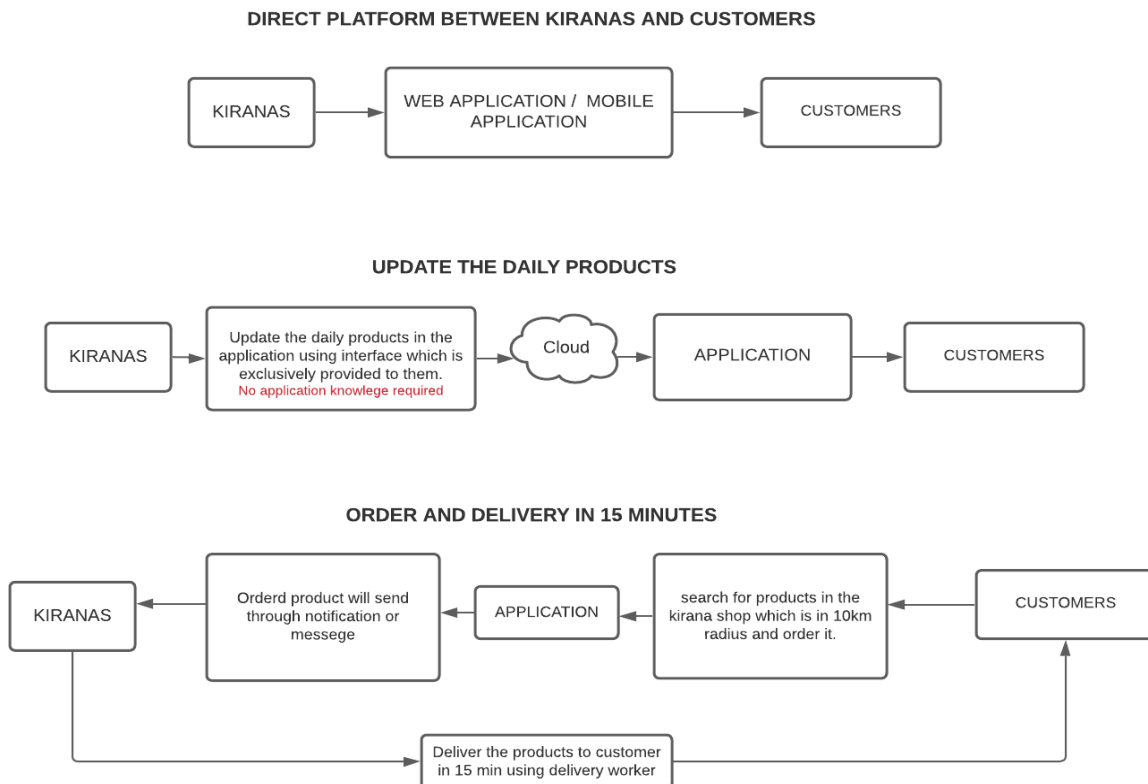 DIRECT PLATFORM BETWEEN KIRANAS AND CUSTOMERS
KIRANAS
WEB APPLICATION / MOBILE
APPLICATION
CUSTOMERS
UPDATE THE DAILY PRODUCTS
KIRANAS
Update the daily products in the
application using interface which is
exclusively provided to them.
No application knowlege required
Cloud
APPLICATION
CUSTOMERS
ORDER AND DELIVERY IN 15 MINUTES
KIRANAS
Orderd product will send
through notification or
messege
APPLICATION
search for products in the
kirana shop which is in 10km
radius and order it.
CUSTOMERS
Deliver the products to customer
in 15 min using delivery worker